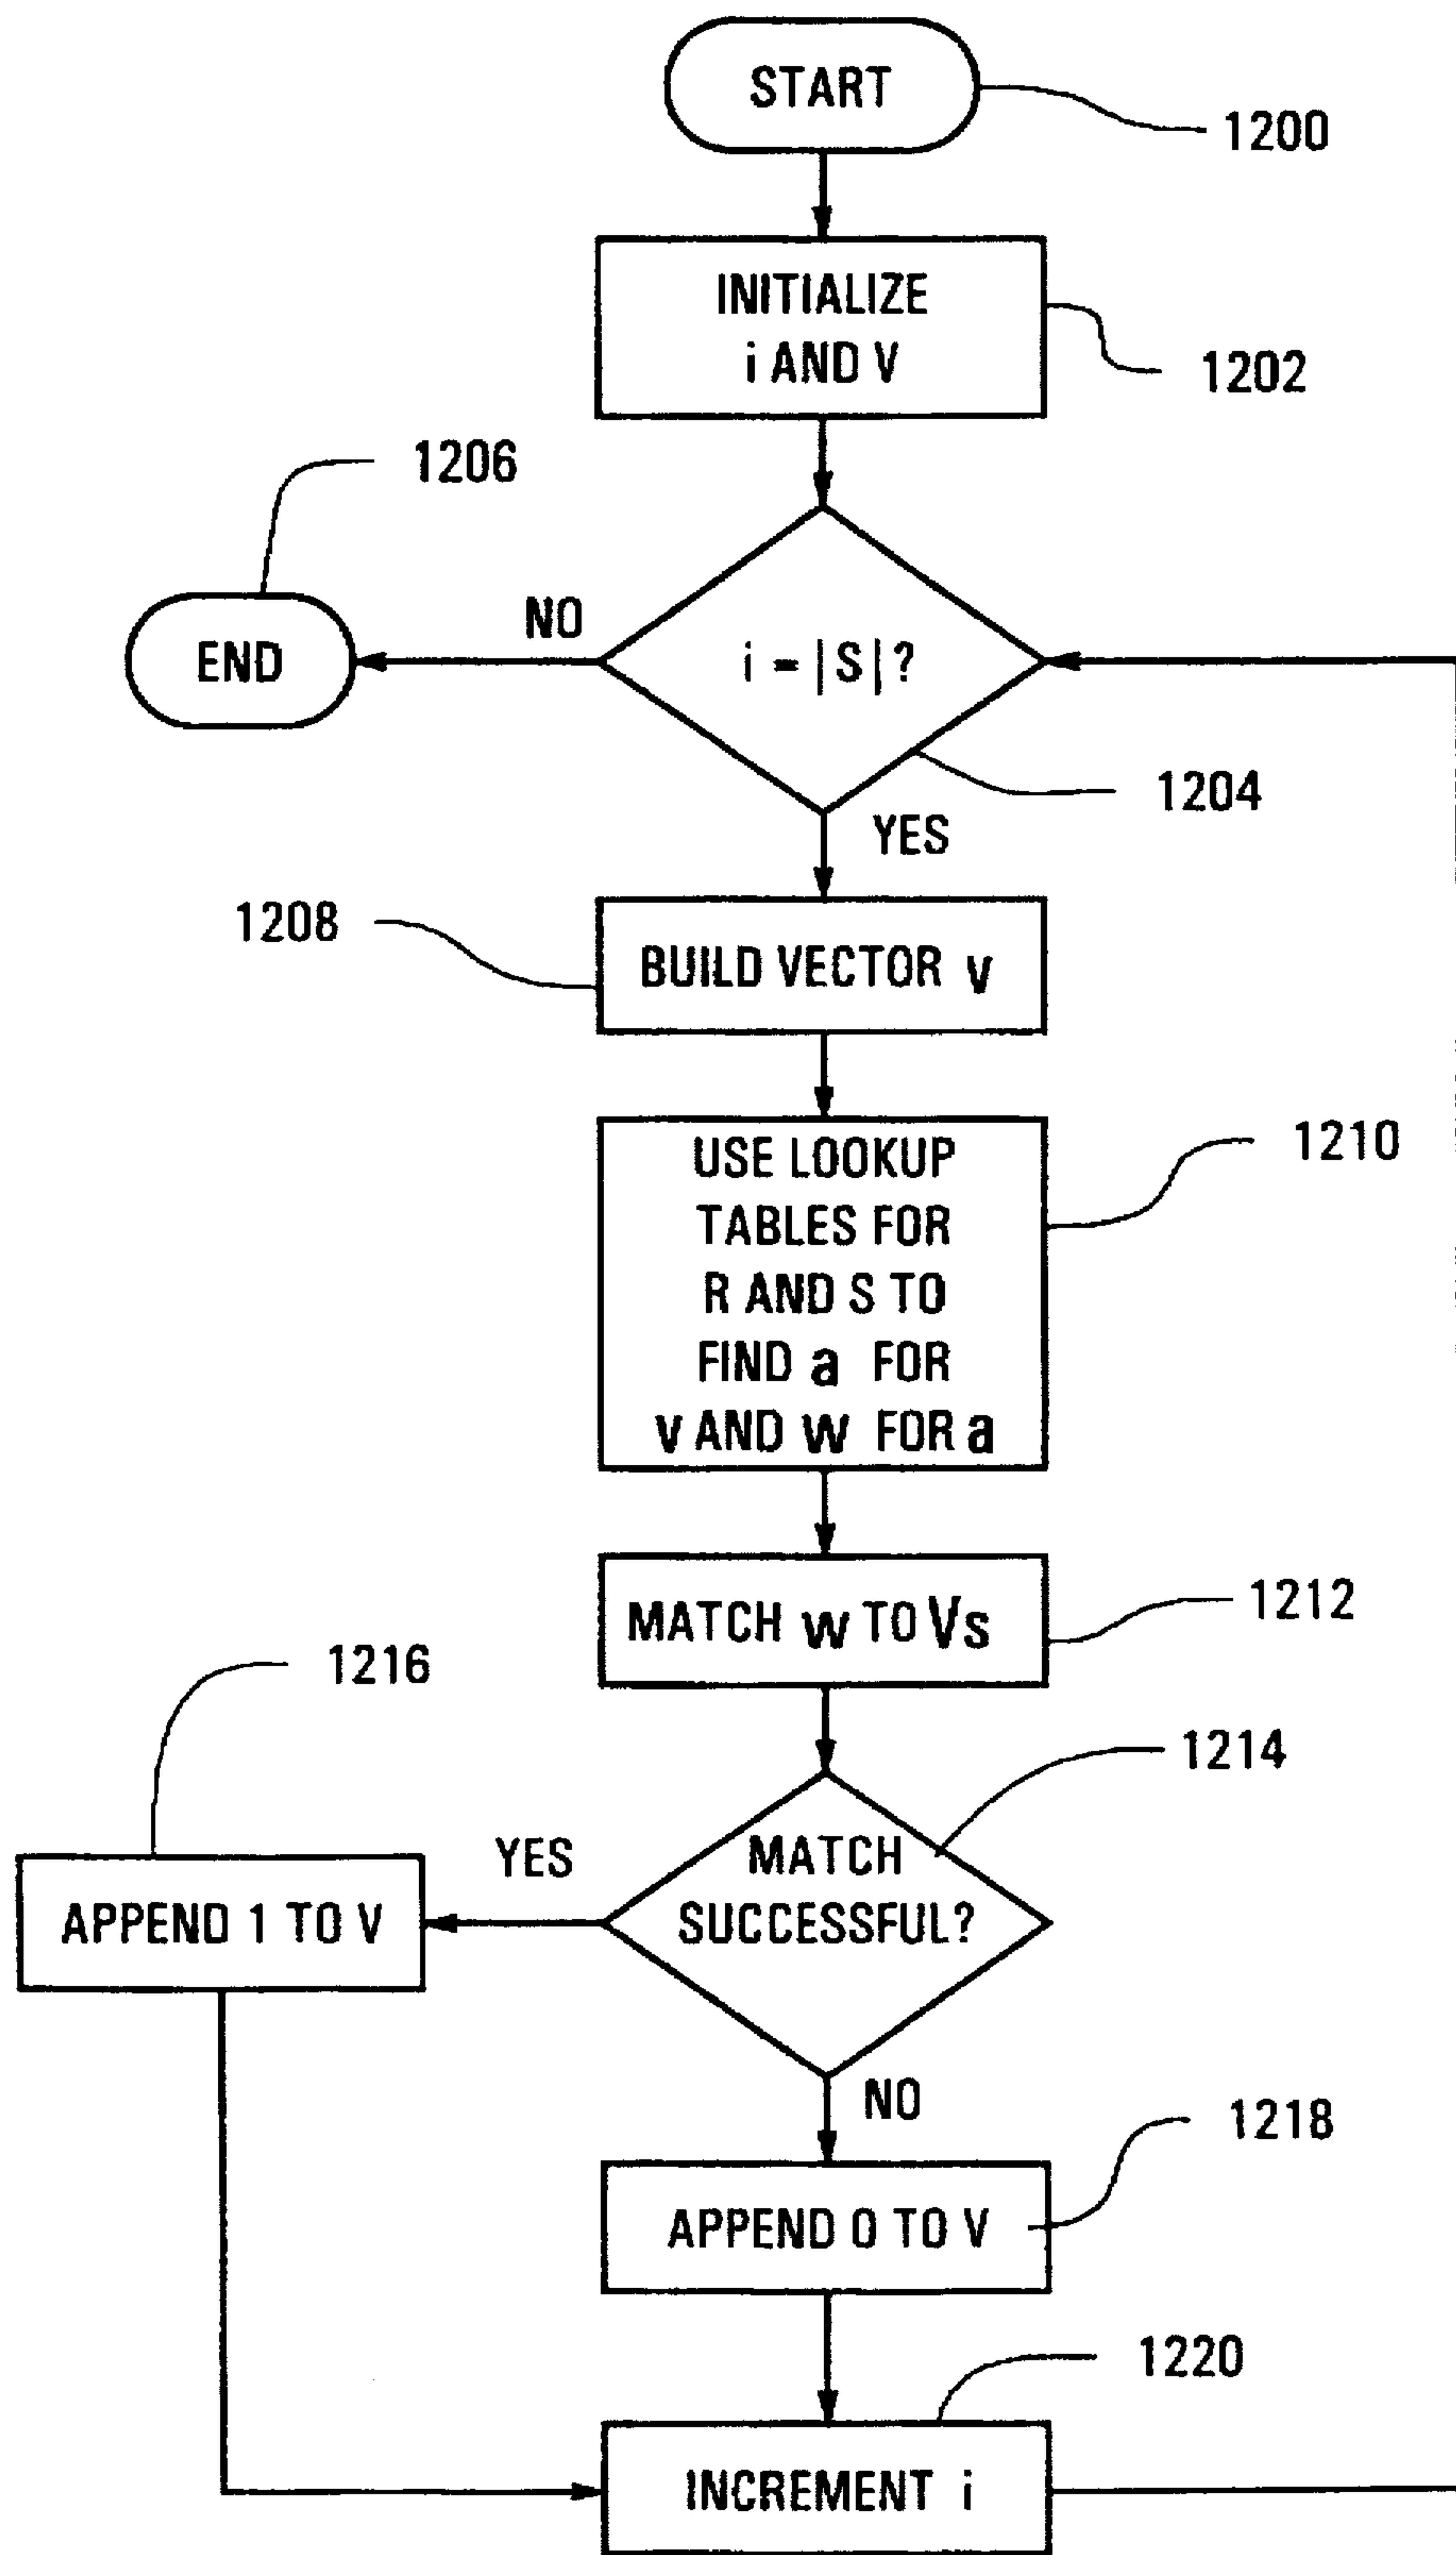 START
1200
INITIALIZE
i AND V
1202
1206
END
NO
i = |S|?
1204
YES
1208
BUILD VECTOR v
USE LOOKUP
TABLES FOR
R AND S TO
FIND a FOR
v AND w FOR a
1210
MATCH w TO Vs
1212
1216
1214
YES
MATCH
SUCCESSFUL?
APPEND 1 TO V
NO
1218
APPEND 0 TO V
1220
INCREMENT i